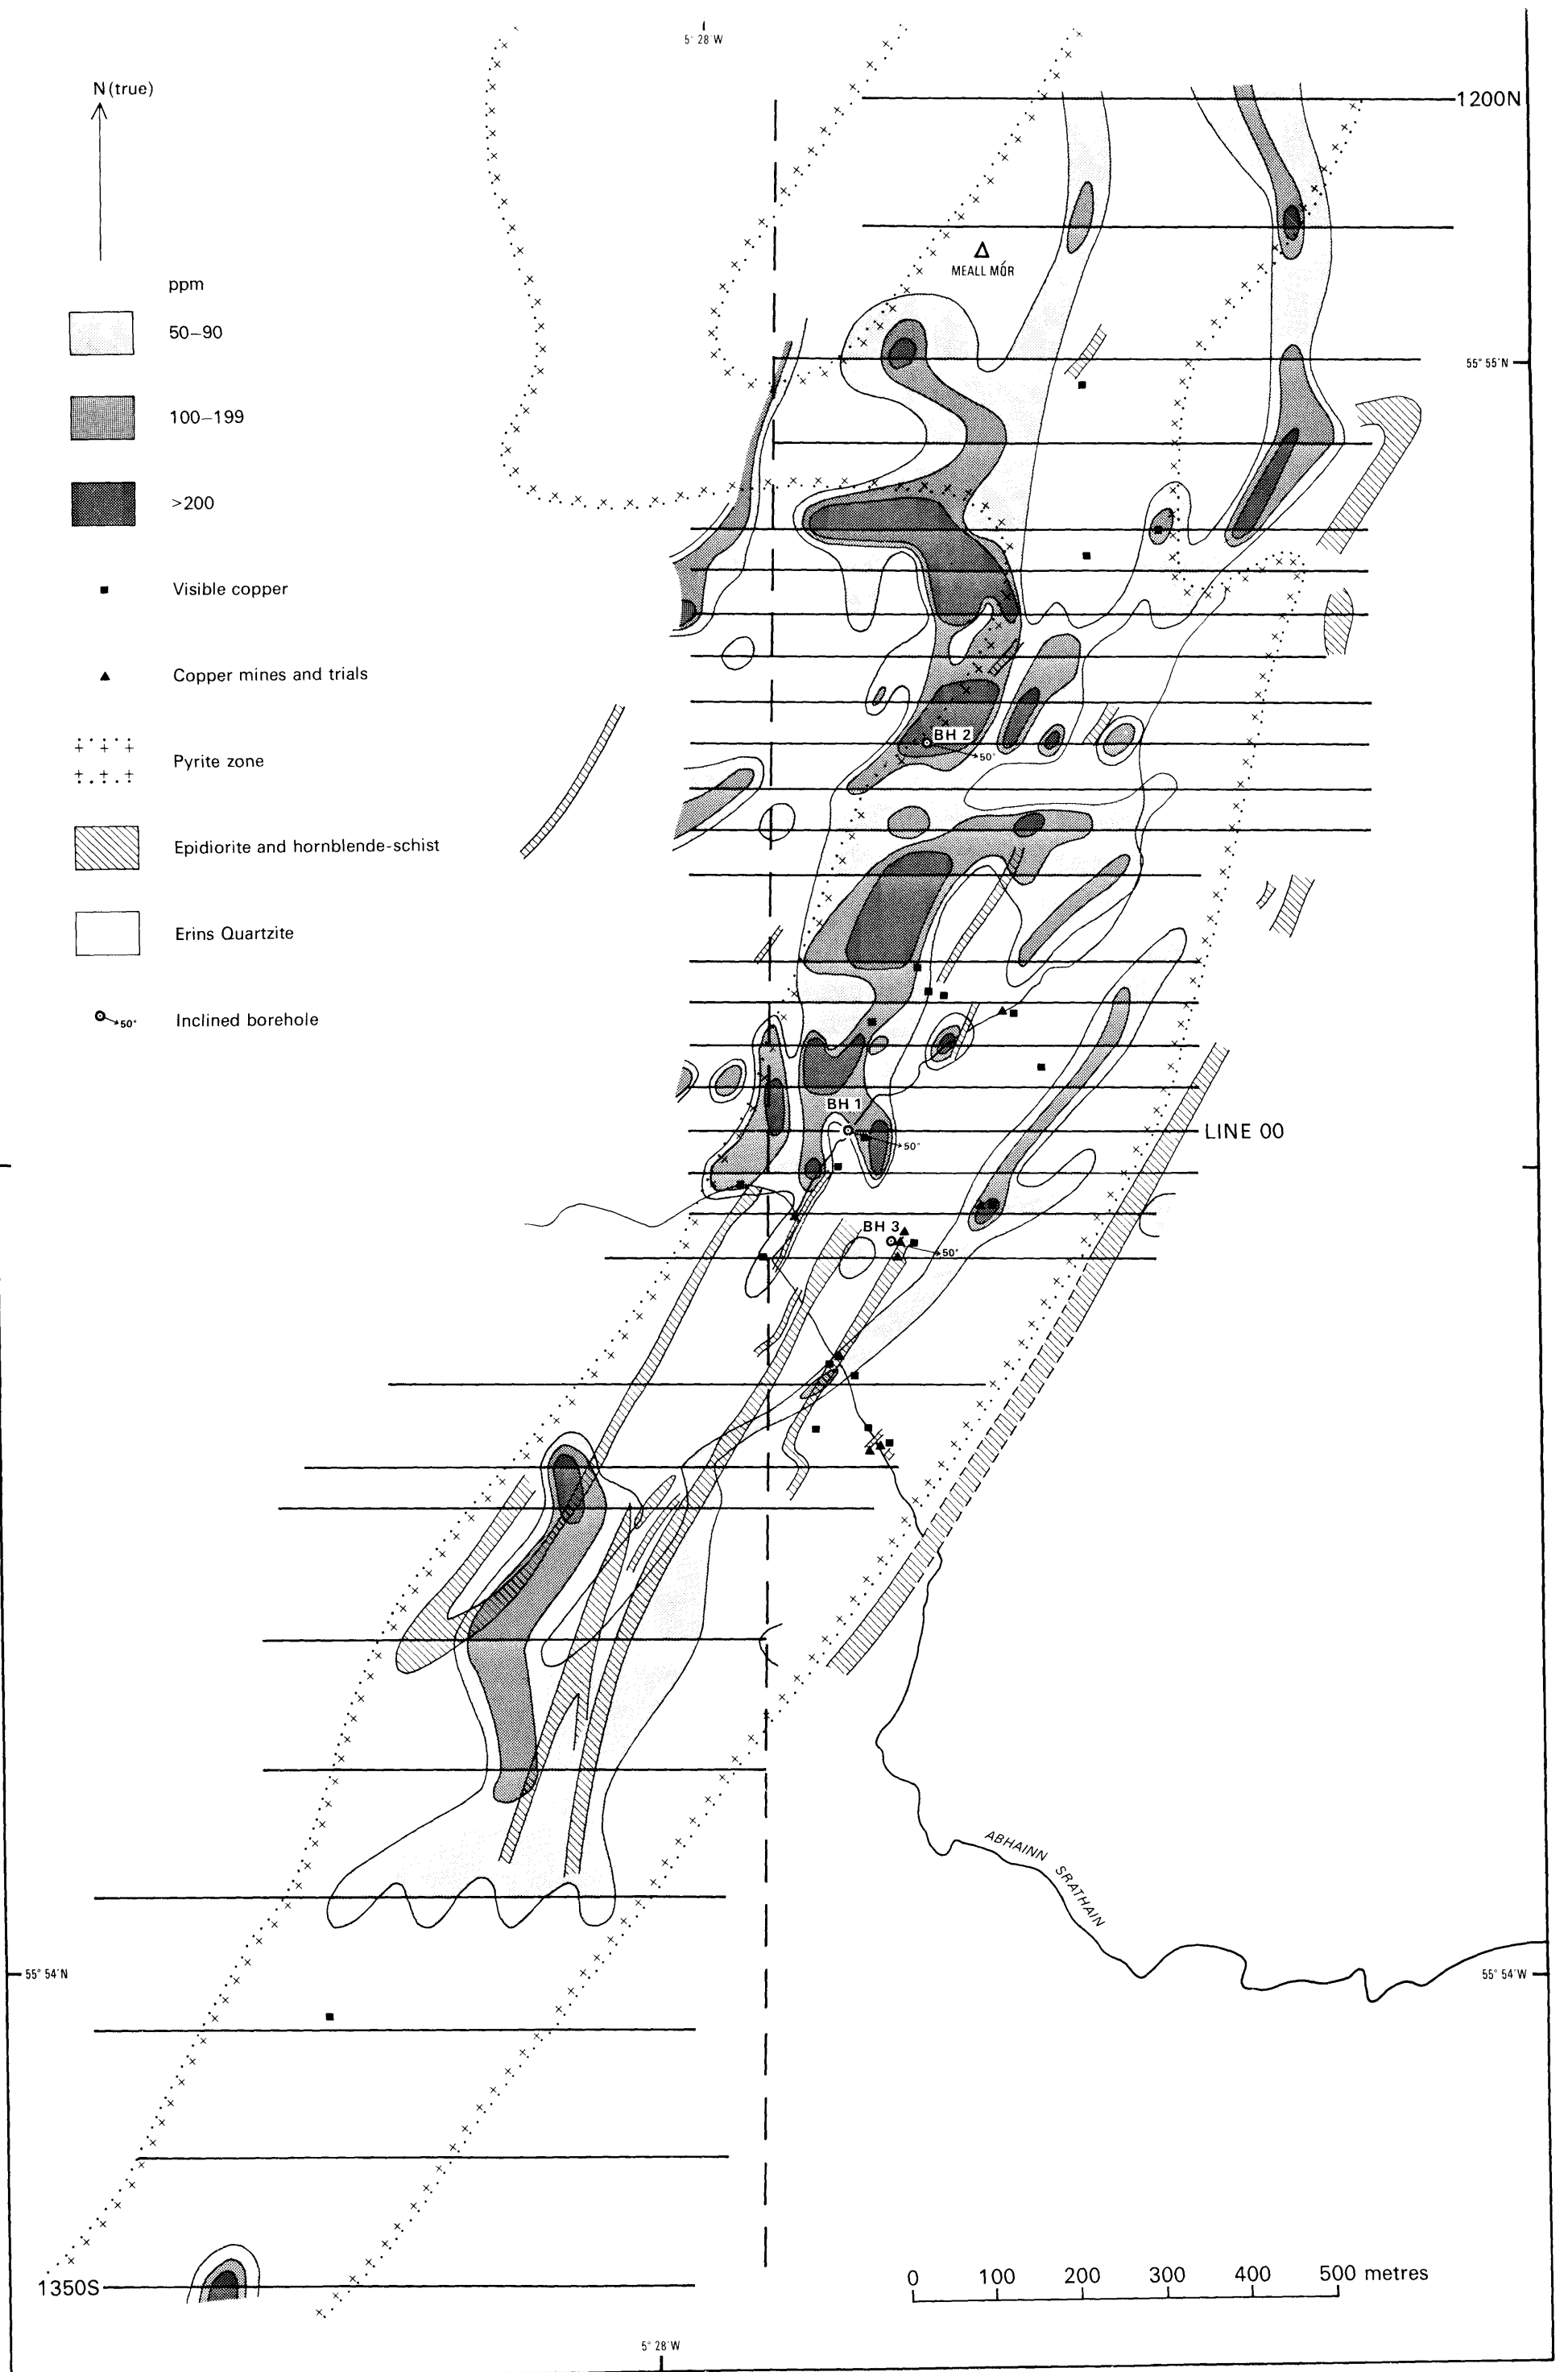 5° 28′ W
N (true)
1200N
ppm
50–90
MEALL MÓR
55° 55′ N
100–199
>200
Visible copper
Copper mines and trials
BH 2
50°
Pyrite zone
Epidiorite and hornblende-schist
Erins Quartzite
50°
Inclined borehole
BH 1
LINE 00
50°
BH 3
50°
ABHAINN
SRATHAIN
55° 54′ N
55° 54′ W
1350S
0 100 200 300 400 500 metres
5° 28′ W